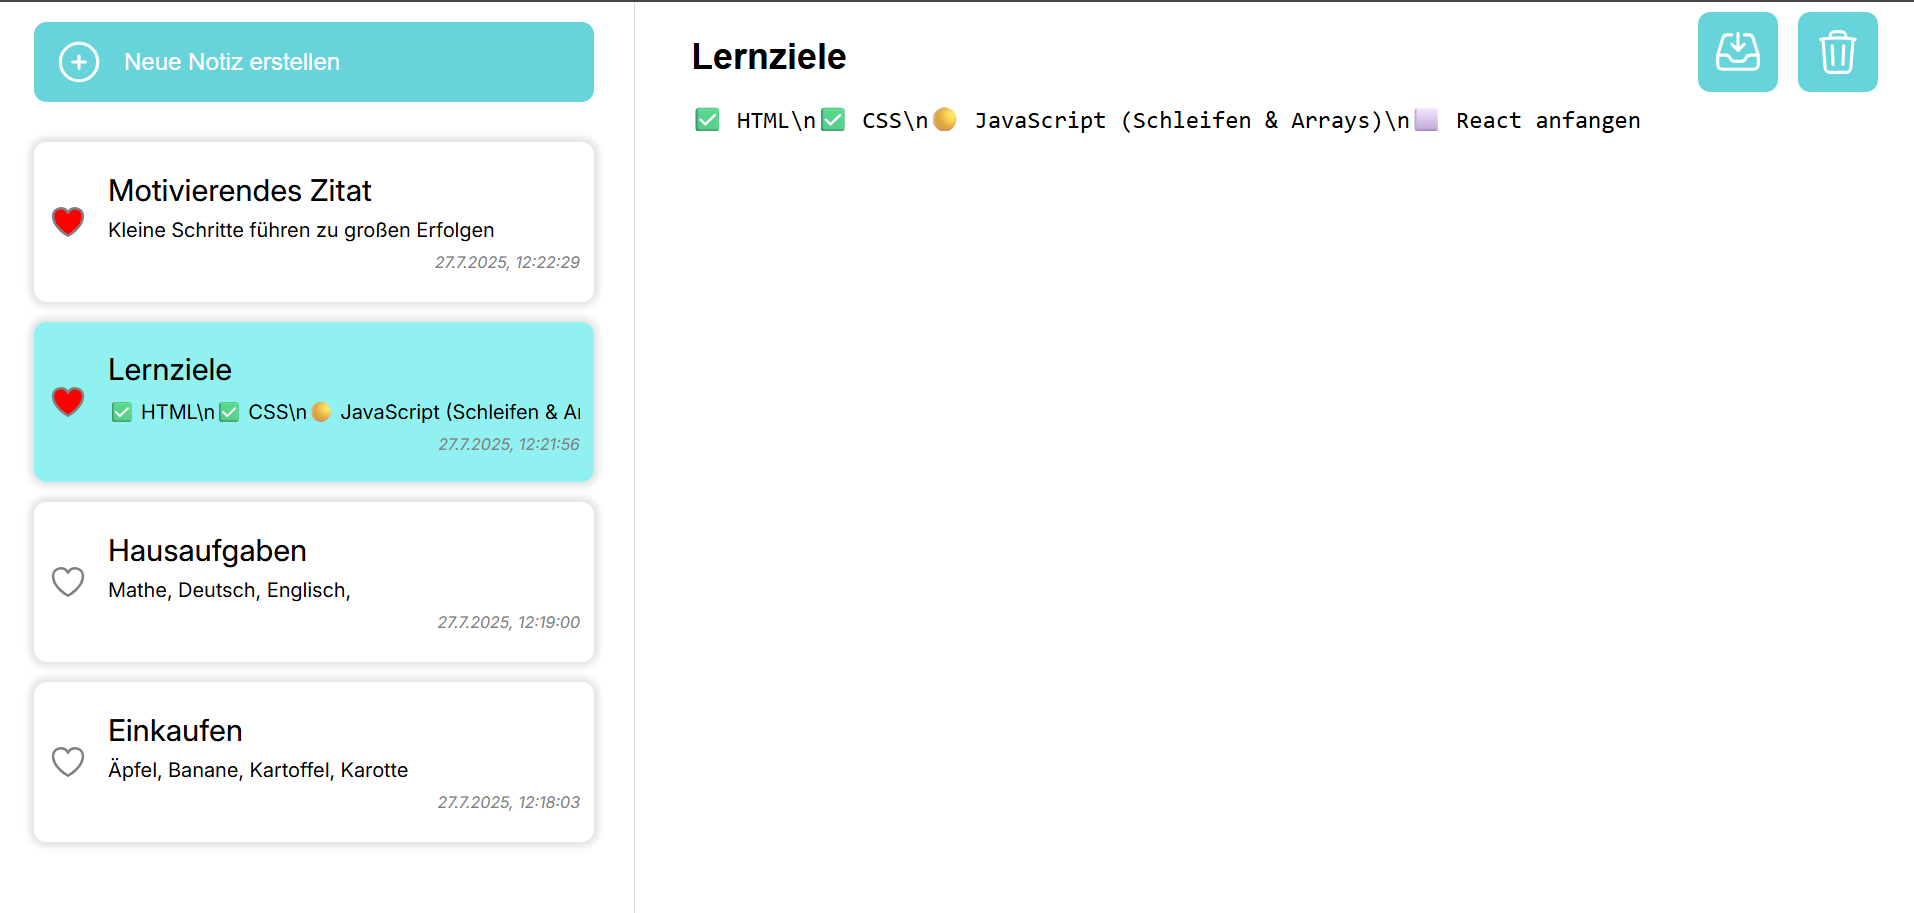 Neue Notiz erstellen
Motivierendes Zitat
Kleine Schritte führen zu großen Erfolgen
27.7.2025, 12:22:29
Lernziele
✅ HTML\n✅ CSS\n🟡 JavaScript (Schleifen & Ar
27.7.2025, 12:21:56
Hausaufgaben
Mathe, Deutsch, Englisch,
27.7.2025, 12:19:00
Einkaufen
Äpfel, Banane, Kartoffel, Karotte
27.7.2025, 12:18:03
Lernziele
✅ HTML\n✅ CSS\n🟡 JavaScript (Schleifen & Arrays)\n⬜ React anfangen